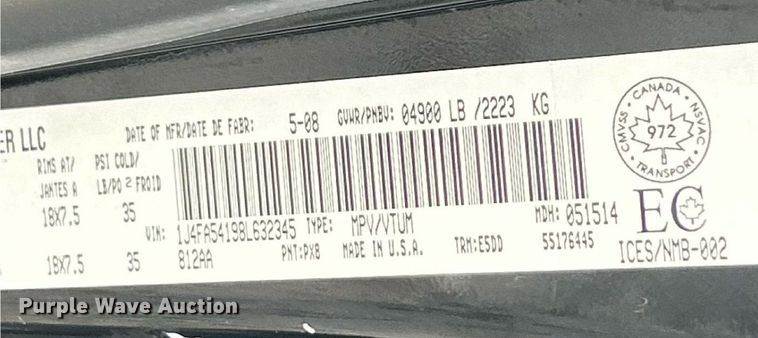 ER LLC
DATE OF MFR/DATE DE FABR: 5-08 GVWR/PNBV: 04900 LB /2223 KG
RIMS AT/ PSI COLD/
JANTES A LB/PO 2 FROID
18X7.5 35
VIN: 1J4FA54198L632345 TYPE: MPV/VTUM MDH: 051514
18X7.5 35 812AA PNT: PX8 MADE IN U.S.A. TRM: E5DD 55176445
CMVSS • CANADA • NSVAC • TRANSPORT •
972
EC
ICES/NMB-002
Purple Wave Auction